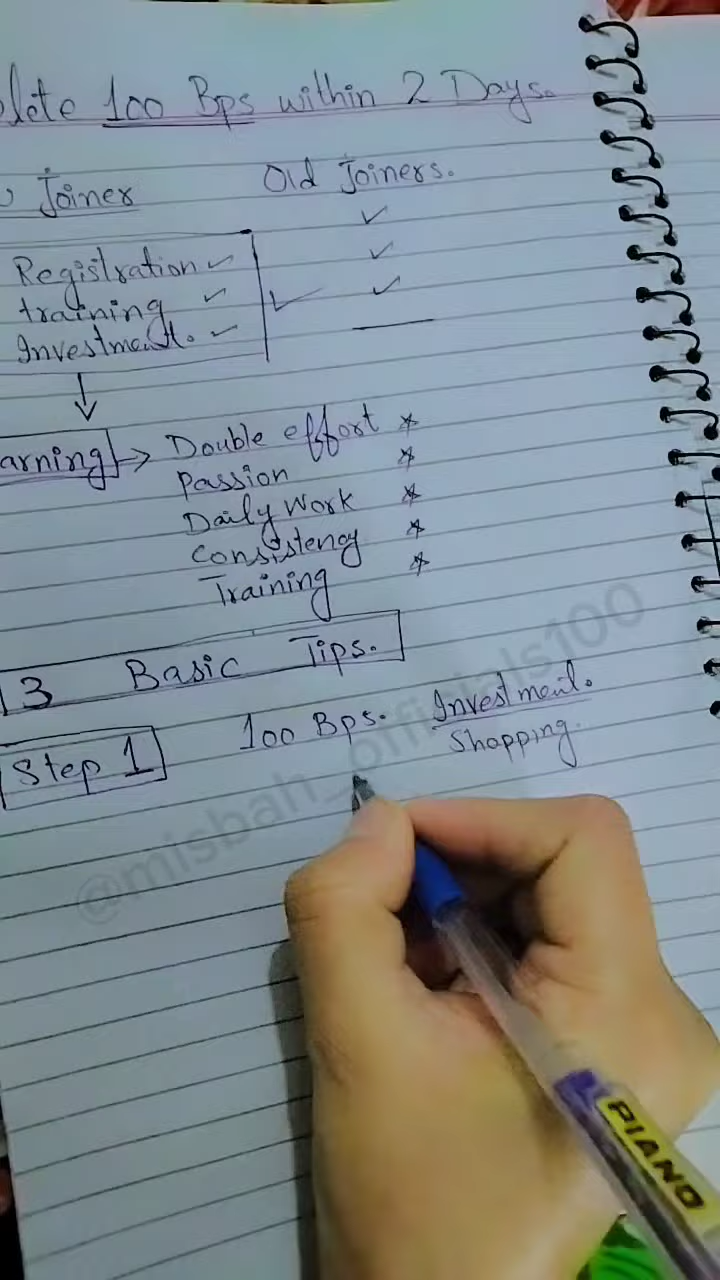 lete 100 Bps within 2 Days.
Joiner Old Joiners.
Registration
training
Investment.
arning → Double effort
Passion
Daily Work
Consistency
Training
3 Basic Tips.
Step 1 100 Bps. Investment.
Shopping.
@misbah_officials100
PIANO